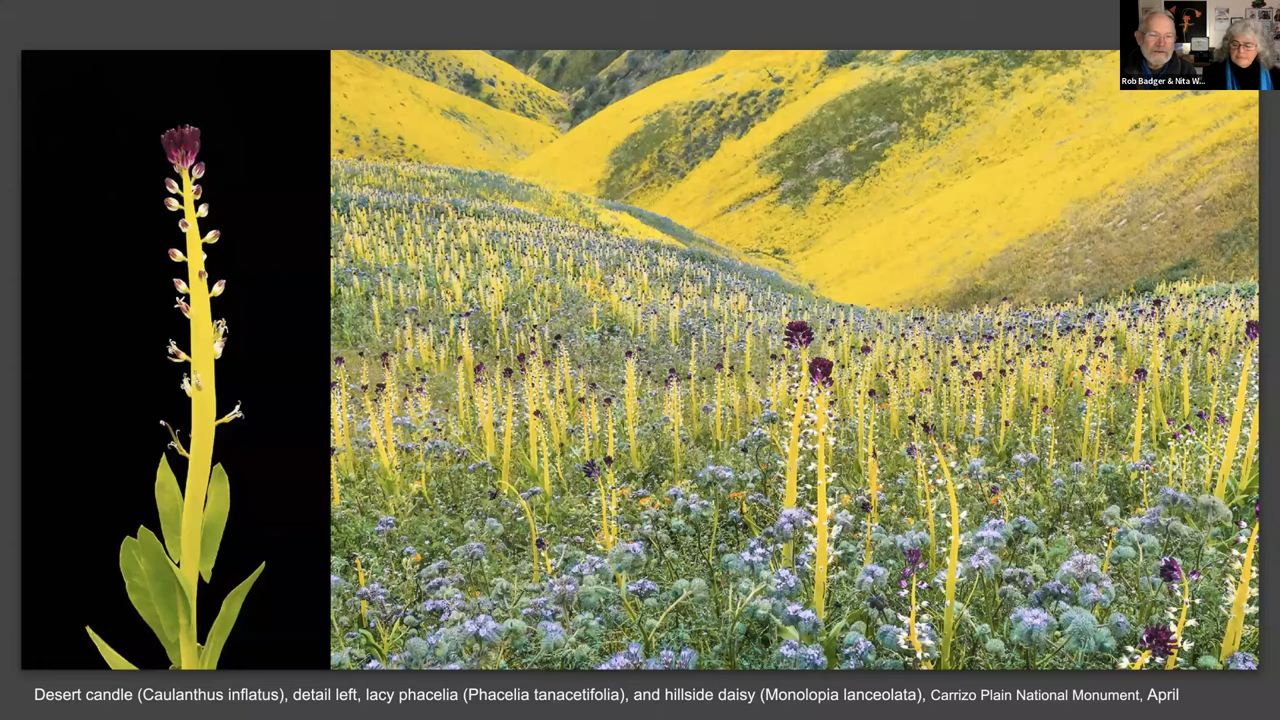 Rob Badger & Nita W...
Desert candle (Caulanthus inflatus), detail left, lacy phacelia (Phacelia tanacetifolia), and hillside daisy (Monolopia lanceolata), Carrizo Plain National Monument, April